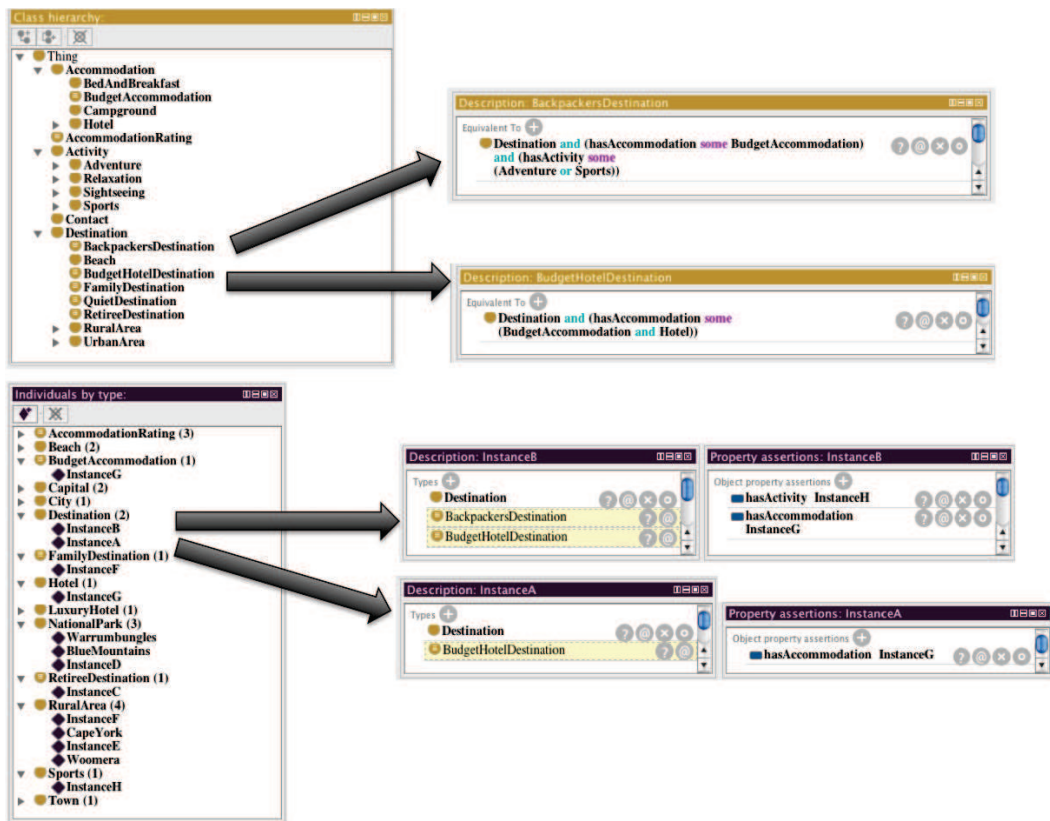 Class hierarchy:
Thing
Accommodation
BedAndBreakfast
BudgetAccommodation
Campground
Hotel
AccommodationRating
Activity
Adventure
Relaxation
Sightseeing
Sports
Contact
Destination
BackpackersDestination
Beach
BudgetHotelDestination
FamilyDestination
QuietDestination
RetireeDestination
RuralArea
UrbanArea
Description: BackpackersDestination
Equivalent To
Destination and (hasAccommodation some BudgetAccommodation)
and (hasActivity some
(Adventure or Sports))
Description: BudgetHotelDestination
Equivalent To
Destination and (hasAccommodation some
(BudgetAccommodation and Hotel))
Individuals by type:
AccommodationRating (3)
Beach (2)
BudgetAccommodation (1)
InstanceG
Capital (2)
City (1)
Destination (2)
InstanceB
InstanceA
FamilyDestination (1)
InstanceF
Hotel (1)
InstanceG
LuxuryHotel (1)
NationalPark (3)
Warrumbungles
BlueMountains
InstanceD
RetireeDestination (1)
InstanceC
RuralArea (4)
InstanceF
CapeYork
InstanceE
Woomera
Sports (1)
InstanceH
Town (1)
Description: InstanceB
Types
Destination
BackpackersDestination
BudgetHotelDestination
Property assertions: InstanceB
Object property assertions
hasActivity InstanceH
hasAccommodation
InstanceG
Description: InstanceA
Types
Destination
BudgetHotelDestination
Property assertions: InstanceA
Object property assertions
hasAccommodation InstanceG